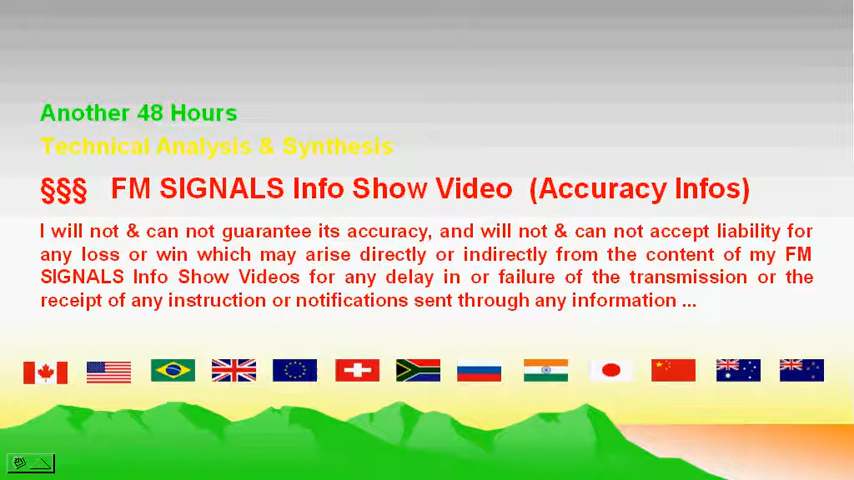 Another 48 Hours
Technical Analysis & Synthesis
§§§ FM SIGNALS Info Show Video (Accuracy Infos)
I will not & can not guarantee its accuracy, and will not & can not accept liability for
any loss or win which may arise directly or indirectly from the content of my FM
SIGNALS Info Show Videos for any delay in or failure of the transmission or the
receipt of any instruction or notifications sent through any information ...